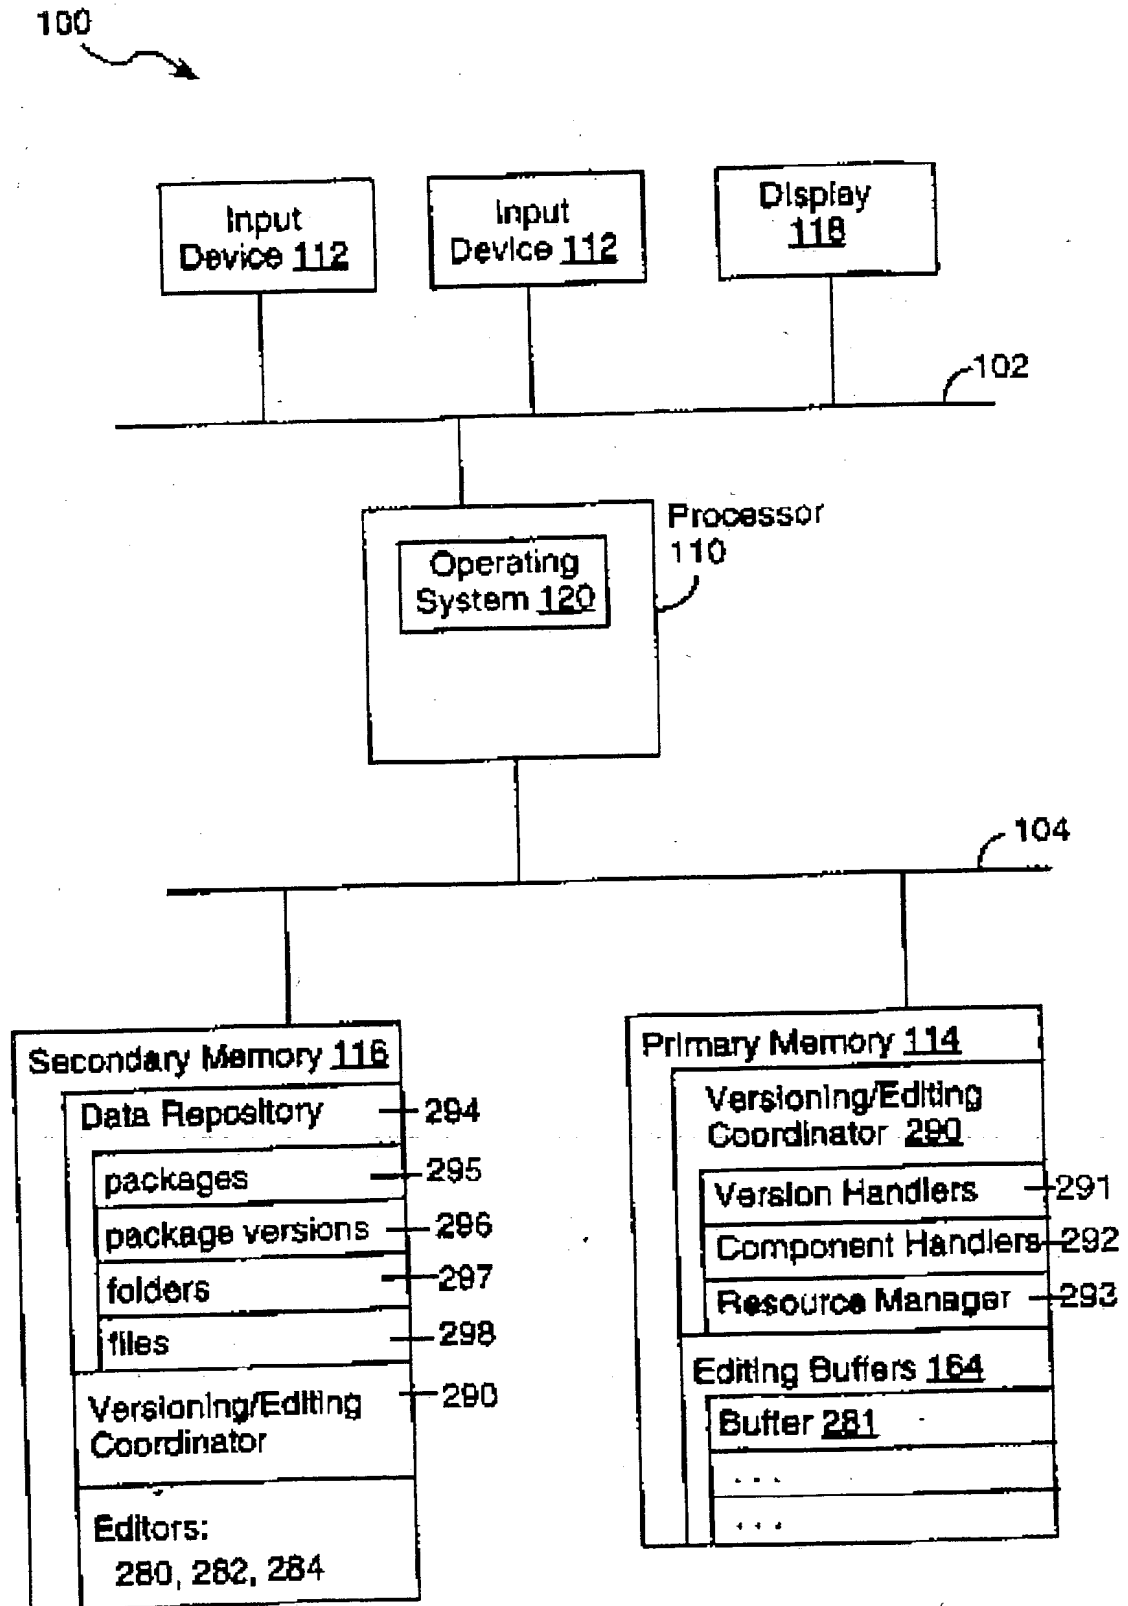 100
Input
Device 112
Input
Device 112
Display
118
102
Processor
110
Operating
System 120
104
Secondary Memory 116
Data Repository
294
packages
295
package versions
296
folders
297
files
298
Versioning/Editing
Coordinator
290
Editors:
280, 282, 284
Primary Memory 114
Versioning/Editing
Coordinator 290
Version Handlers
291
Component Handlers
292
Resource Manager
293
Editing Buffers 164
Buffer 281
...
...